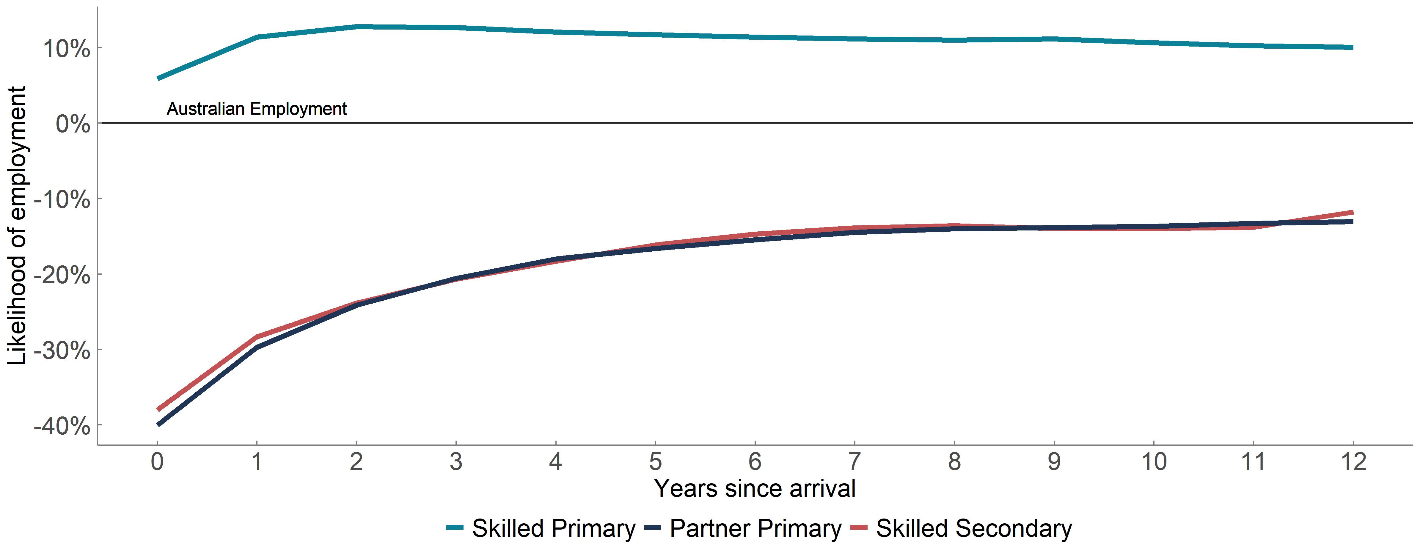 Likelihood of employment
10%
Australian Employment
0%
-10%
-20%
-30%
-40%
0 1 2 3 4 5 6 7 8 9 10 11 12
Years since arrival
Skilled Primary Partner Primary Skilled Secondary